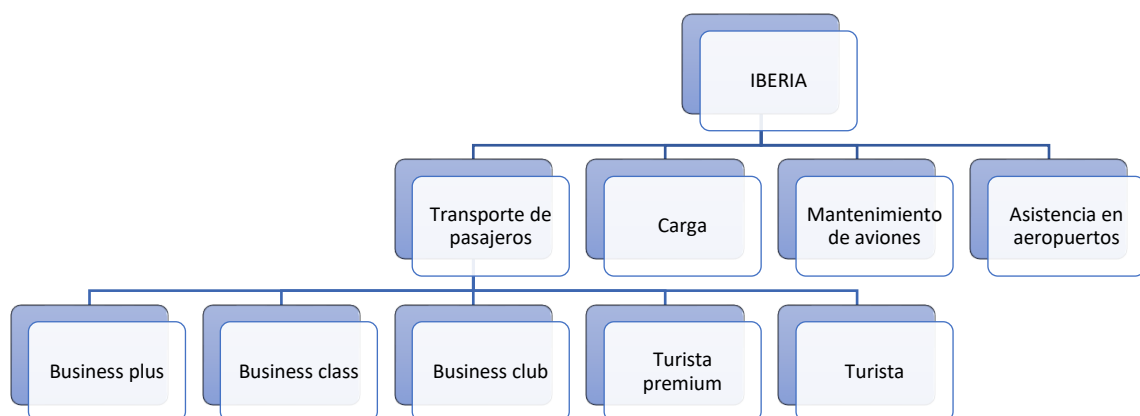 IBERIA
Transporte de
pasajeros
Carga
Mantenimiento
de aviones
Asistencia en
aeropuertos
Business plus
Business class
Business club
Turista
premium
Turista